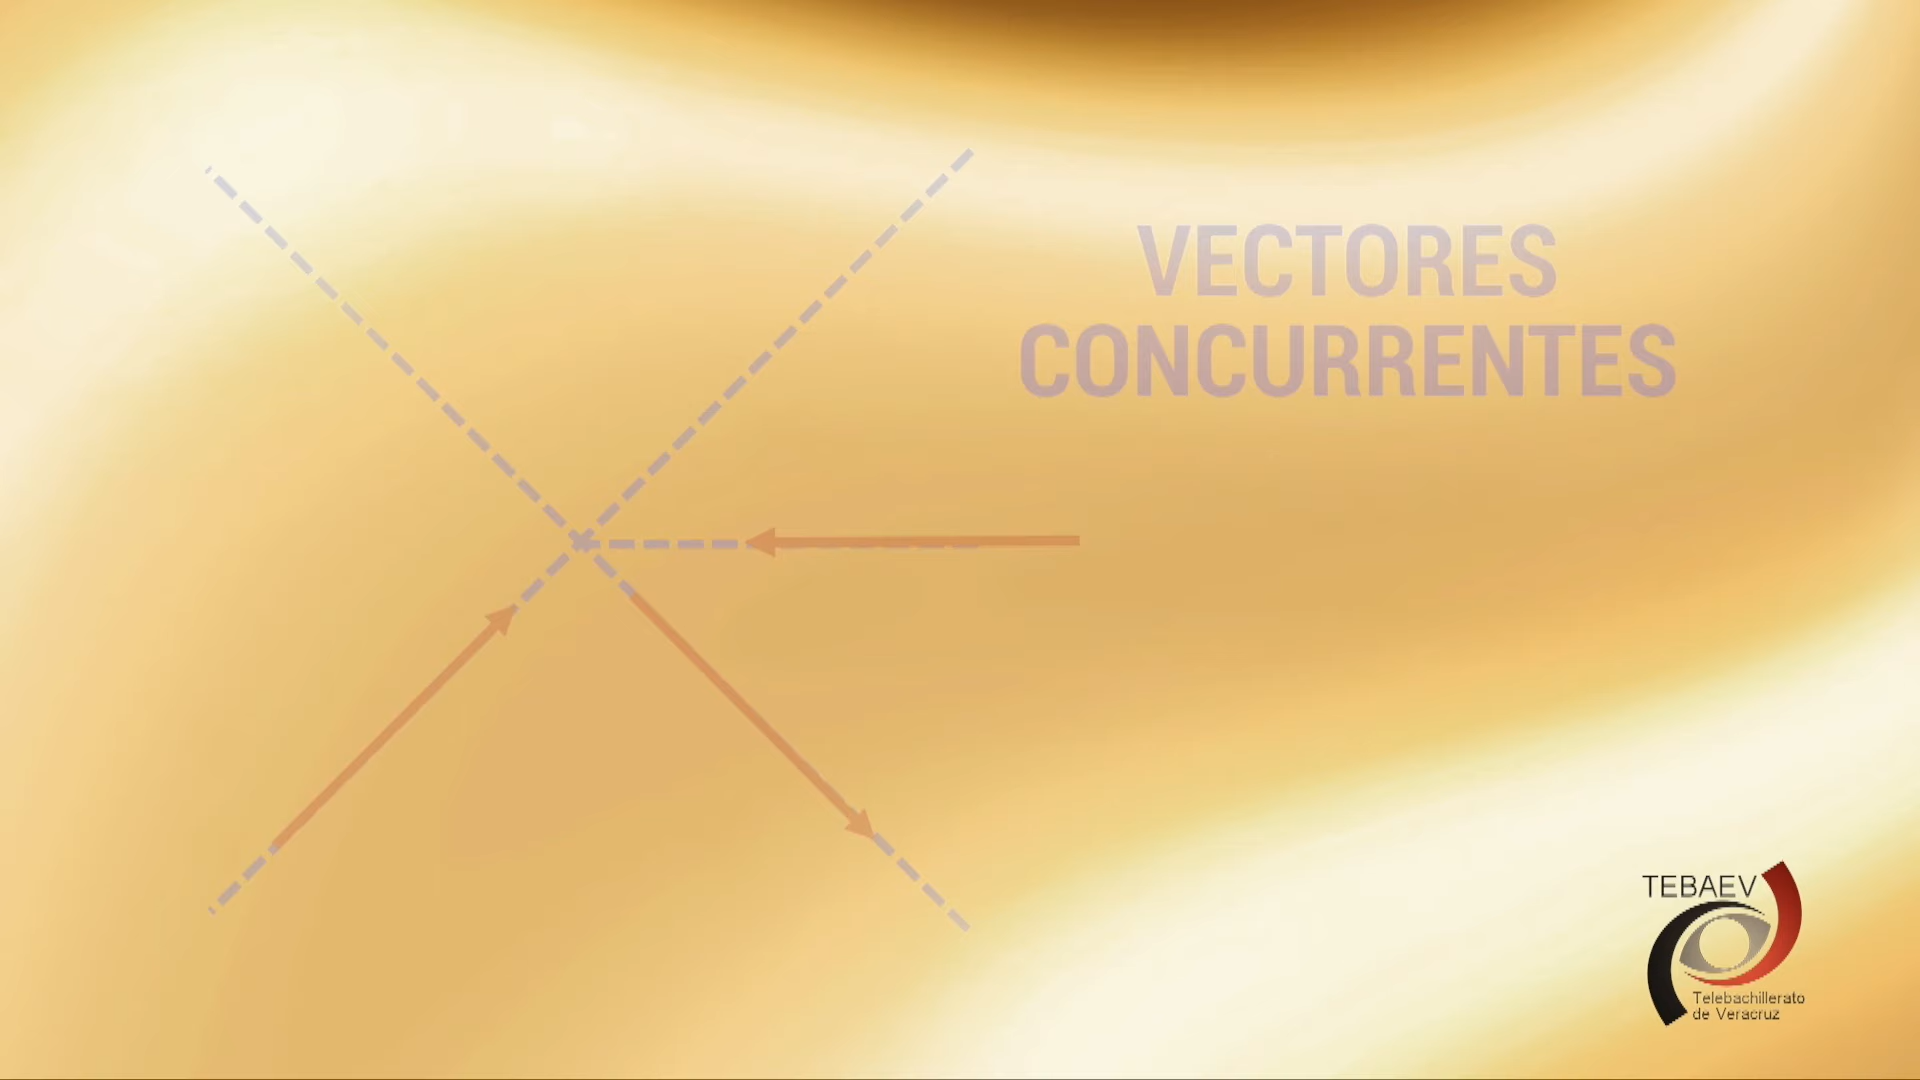 VECTORES
CONCURRENTES
TEBAEV
Telebachillerato
de Veracruz